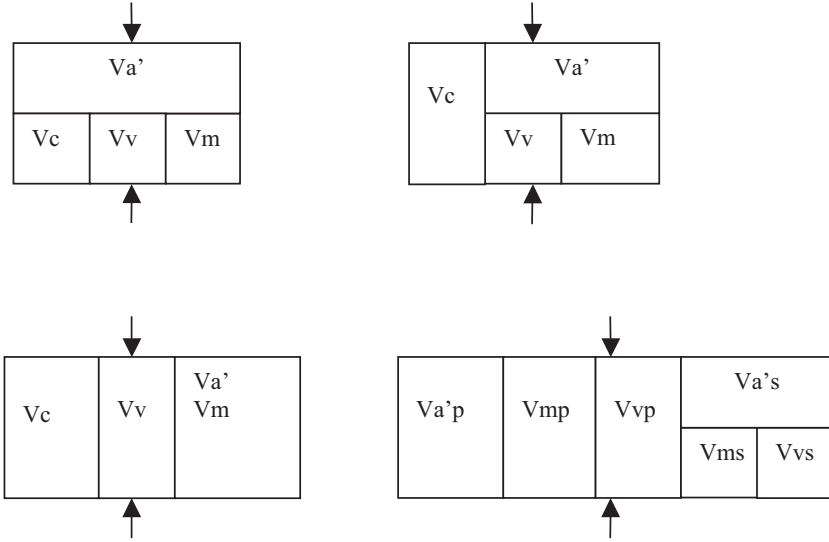 Va’
Vc Vv Vm
Va’
Vc
Vv Vm
Va’
Vc Vv Vm
Va’s
Va’p Vmp Vvp
Vms Vvs